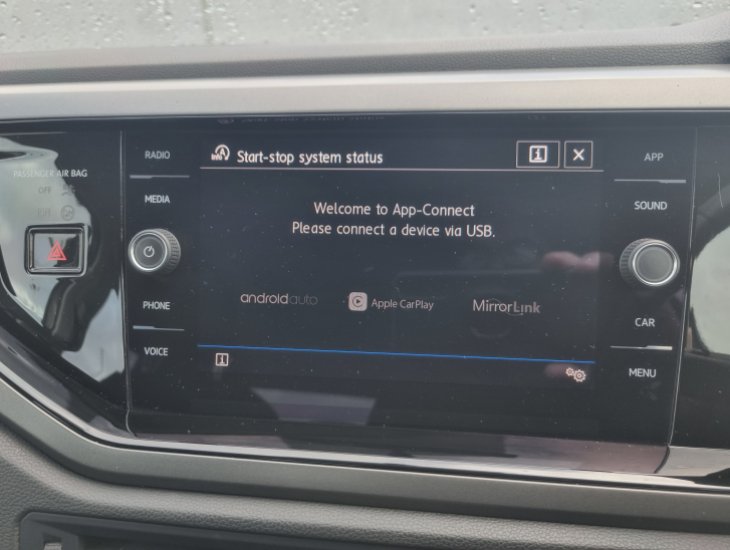 Start-stop system status
PASSENGER AIR BAG
OFF
RADIO
MEDIA
PHONE
VOICE
Welcome to App-Connect
Please connect a device via USB.
androidauto
Apple CarPlay
MirrorLink
APP
SOUND
CAR
MENU